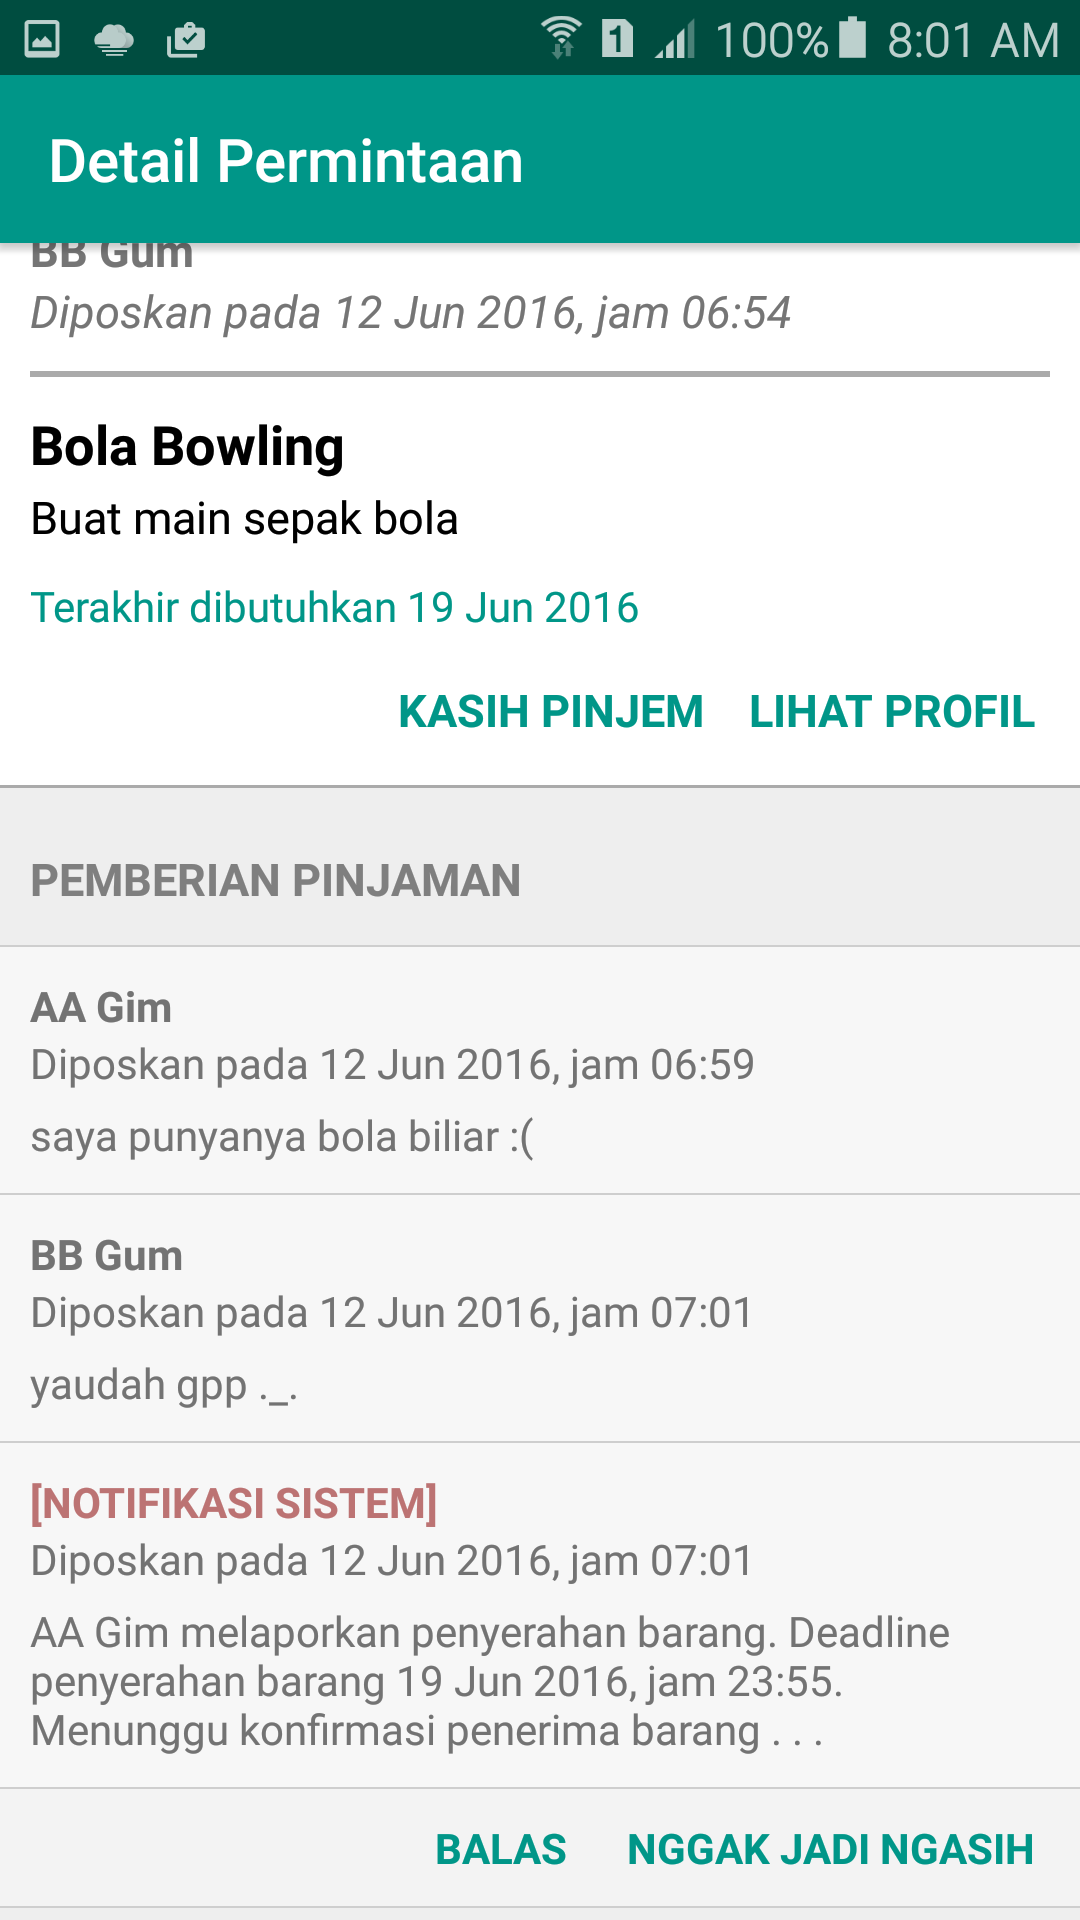 1 100% 8:01 AM
Detail Permintaan
BB Gum
Diposkan pada 12 Jun 2016, jam 06:54
Bola Bowling
Buat main sepak bola
Terakhir dibutuhkan 19 Jun 2016
KASIH PINJEM LIHAT PROFIL
PEMBERIAN PINJAMAN
AA Gim
Diposkan pada 12 Jun 2016, jam 06:59
saya punyanya bola biliar :(
BB Gum
Diposkan pada 12 Jun 2016, jam 07:01
yaudah gpp ._.
[NOTIFIKASI SISTEM]
Diposkan pada 12 Jun 2016, jam 07:01
AA Gim melaporkan penyerahan barang. Deadline
penyerahan barang 19 Jun 2016, jam 23:55.
Menunggu konfirmasi penerima barang . . .
BALAS NGGAK JADI NGASIH